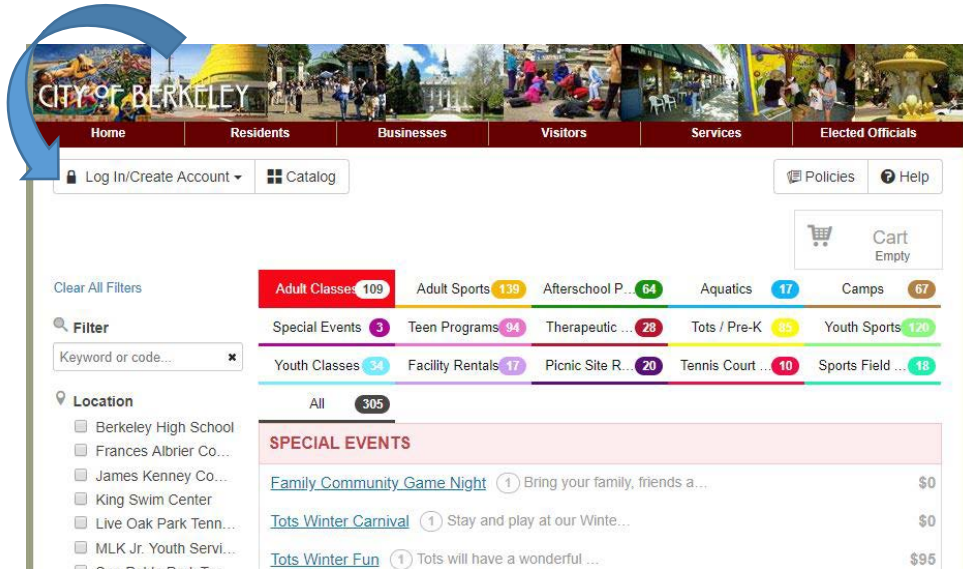 CITY OF BERKELEY
Home Residents Businesses Visitors Services Elected Officials
Log In/Create Account Catalog Policies Help
Cart
Empty
Clear All Filters
Adult Classes 109 Adult Sports 139 Afterschool P... 64 Aquatics 17 Camps 67
Filter
Special Events 3 Teen Programs 94 Therapeutic ... 28 Tots / Pre-K 85 Youth Sports 120
Keyword or code...
Youth Classes 34 Facility Rentals 17 Picnic Site R... 20 Tennis Court ... 10 Sports Field ... 18
Location
All 305
Berkeley High School
Frances Albrier Co...
SPECIAL EVENTS
James Kenney Co...
Family Community Game Night 1 Bring your family, friends a... $0
King Swim Center
Live Oak Park Tenn...
Tots Winter Carnival 1 Stay and play at our Winte... $0
MLK Jr. Youth Servi...
Tots Winter Fun 1 Tots will have a wonderful ... $95